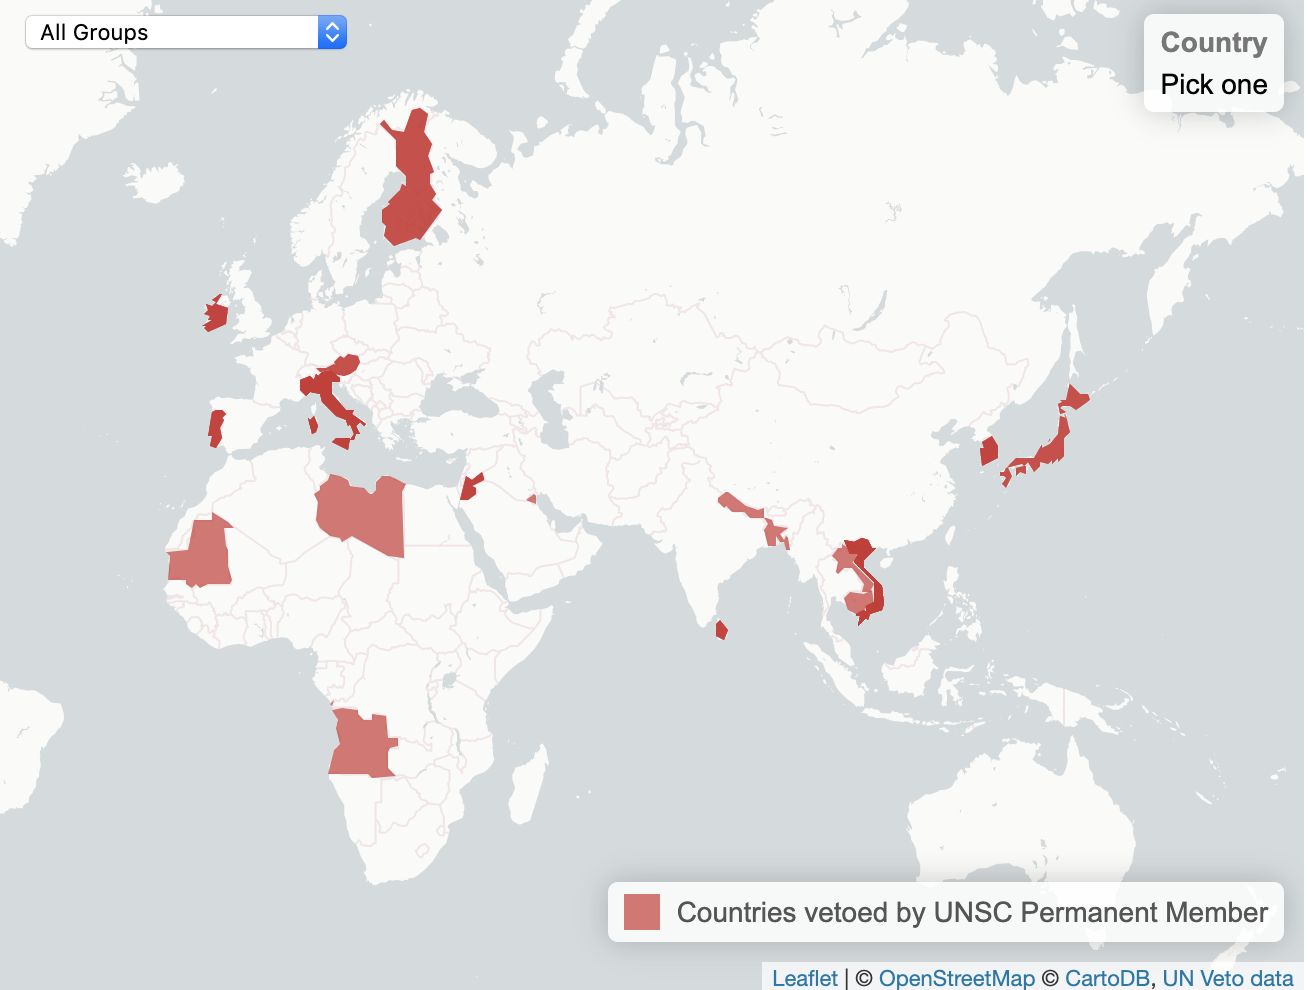 All Groups
Country
Pick one
Countries vetoed by UNSC Permanent Member
Leaflet | © OpenStreetMap © CartoDB, UN Veto data